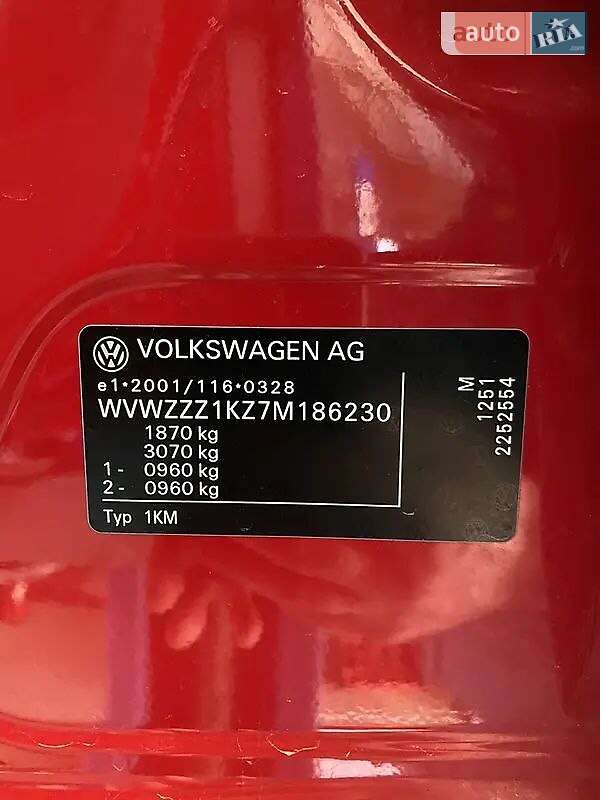 auto RIA
.com
VOLKSWAGEN AG
e1*2001/116*0328
WVWZZZ1KZ7M186230
1870 kg
3070 kg
1- 0960 kg
2- 0960 kg
Typ 1KM
M
1251
2252554